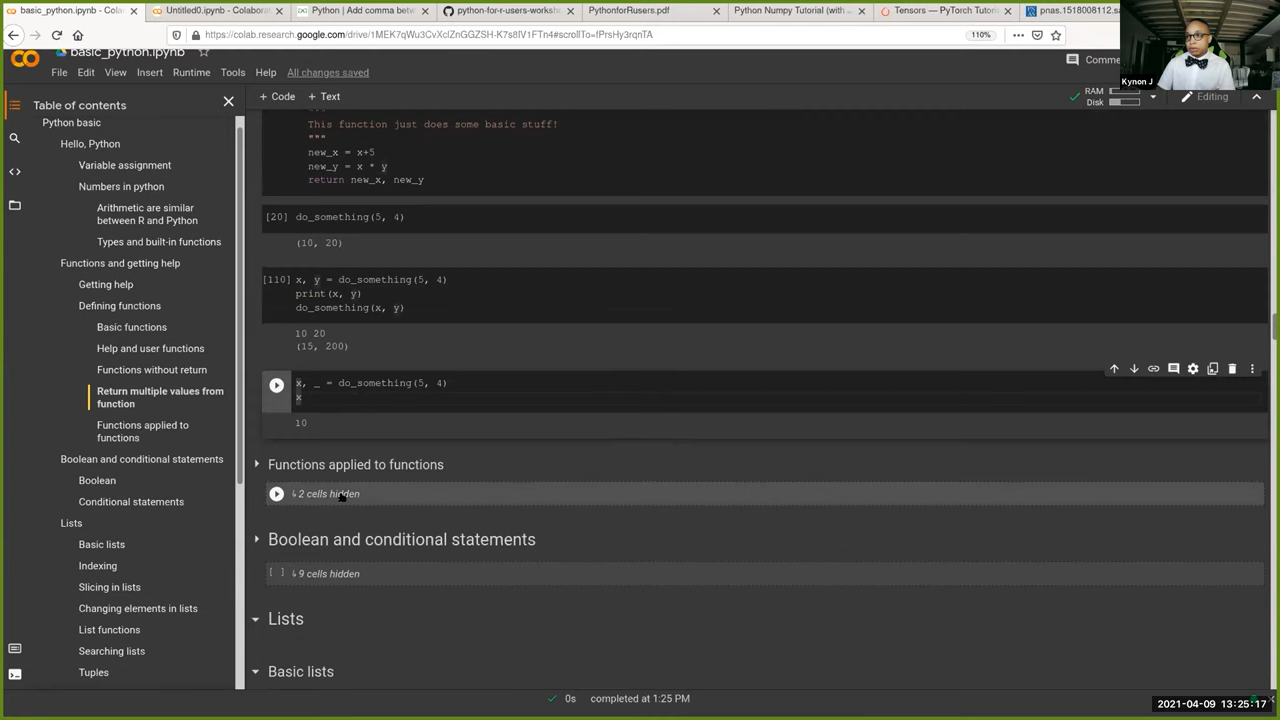 basic_python.ipynb - Cola
Untitled0.ipynb - Colaborat
Python | Add comma betwe
python-for-r-users-worksho
PythonforRusers.pdf
Python Numpy Tutorial (with
Tensors — PyTorch Tutoria
pnas.1518008112.sa
https://colab.research.google.com/drive/1MEK7qWu3CvXclZnGGZSH-K7s8IV1FTn4#scrollTo=fPrsHy3rqnTA
110%
Kynon J
basic_python.ipynb
File Edit View Insert Runtime Tools Help All changes saved
Comme
+ Code + Text
RAM
Disk
Editing
Table of contents
Python basic
Hello, Python
Variable assignment
Numbers in python
Arithmetic are similar
between R and Python
Types and built-in functions
Functions and getting help
Getting help
Defining functions
Basic functions
Help and user functions
Functions without return
Return multiple values from
function
Functions applied to
functions
Boolean and conditional statements
Boolean
Conditional statements
Lists
Basic lists
Indexing
Slicing in lists
Changing elements in lists
List functions
Searching lists
Tuples
This function just does some basic stuff!
"""
new_x = x+5
new_y = x * y
return new_x, new_y
[20] do_something(5, 4)
(10, 20)
[110] x, y = do_something(5, 4)
print(x, y)
do_something(x, y)
10 20
(15, 200)
x, _ = do_something(5, 4)
x
10
Functions applied to functions
↳ 2 cells hidden
Boolean and conditional statements
[ ] ↳ 9 cells hidden
Lists
Basic lists
0s completed at 1:25 PM
2021-04-09 13:25:17